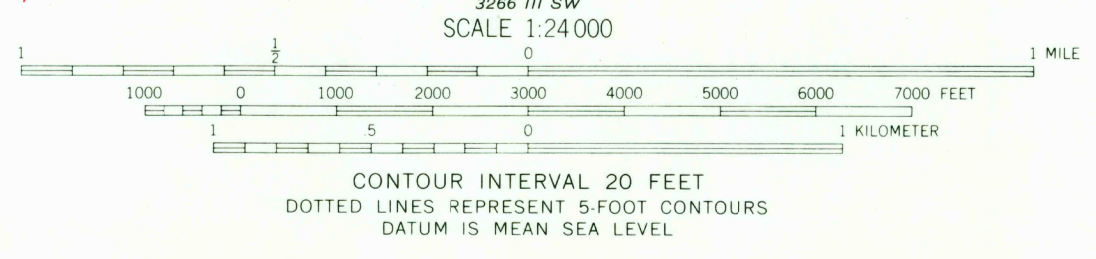 3266 III SW
SCALE 1:24 000
1 1/2 0 1 MILE
1000 0 1000 2000 3000 4000 5000 6000 7000 FEET
1 .5 0 1 KILOMETER
CONTOUR INTERVAL 20 FEET
DOTTED LINES REPRESENT 5-FOOT CONTOURS
DATUM IS MEAN SEA LEVEL